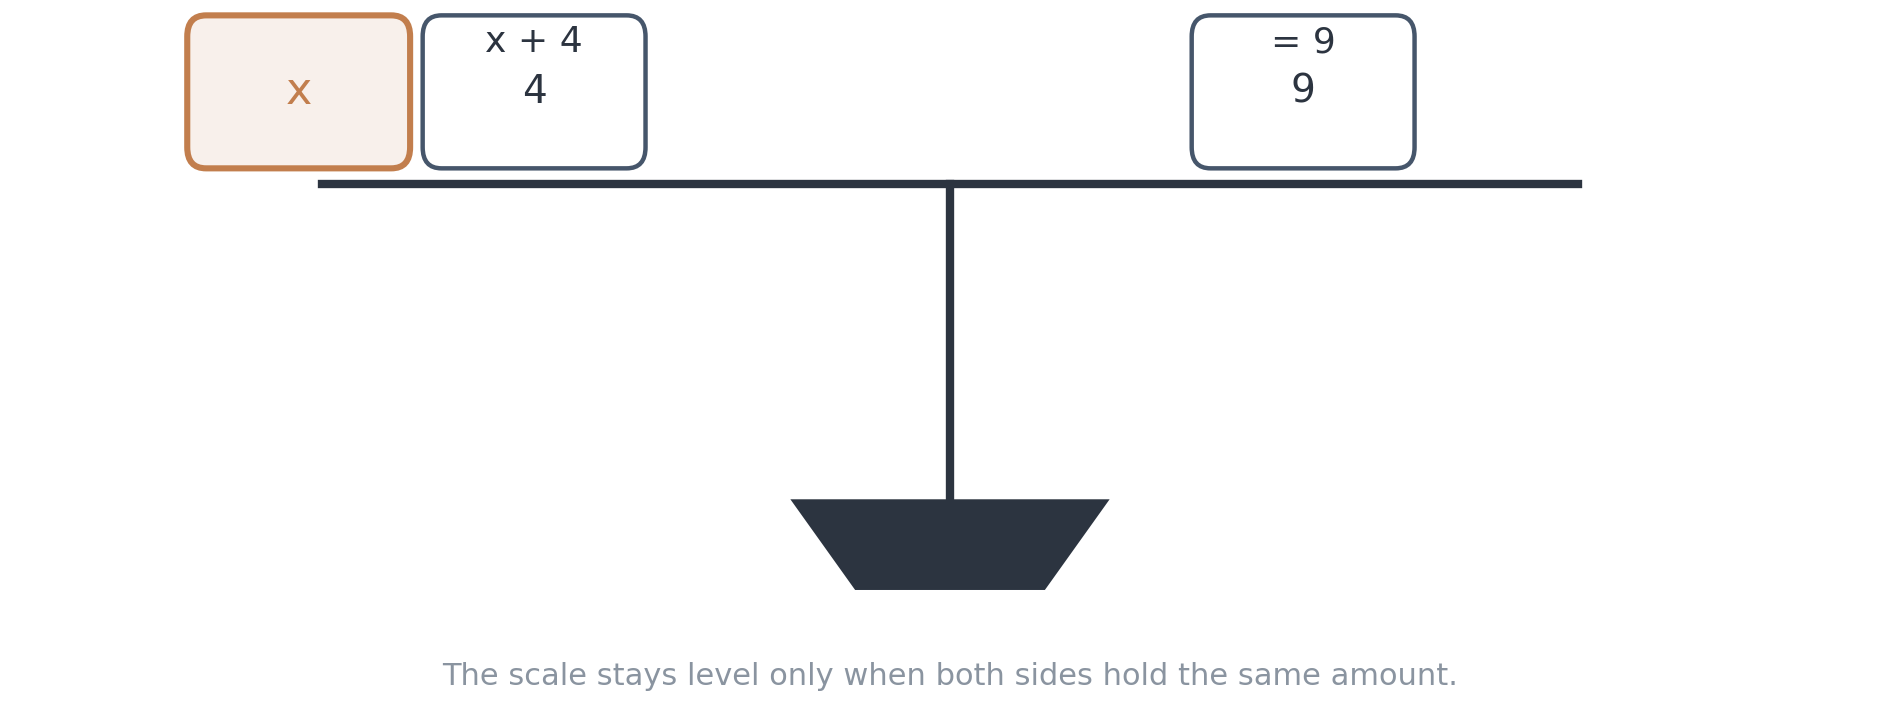 x + 4
= 9
x
4
9
The scale stays level only when both sides hold the same amount.